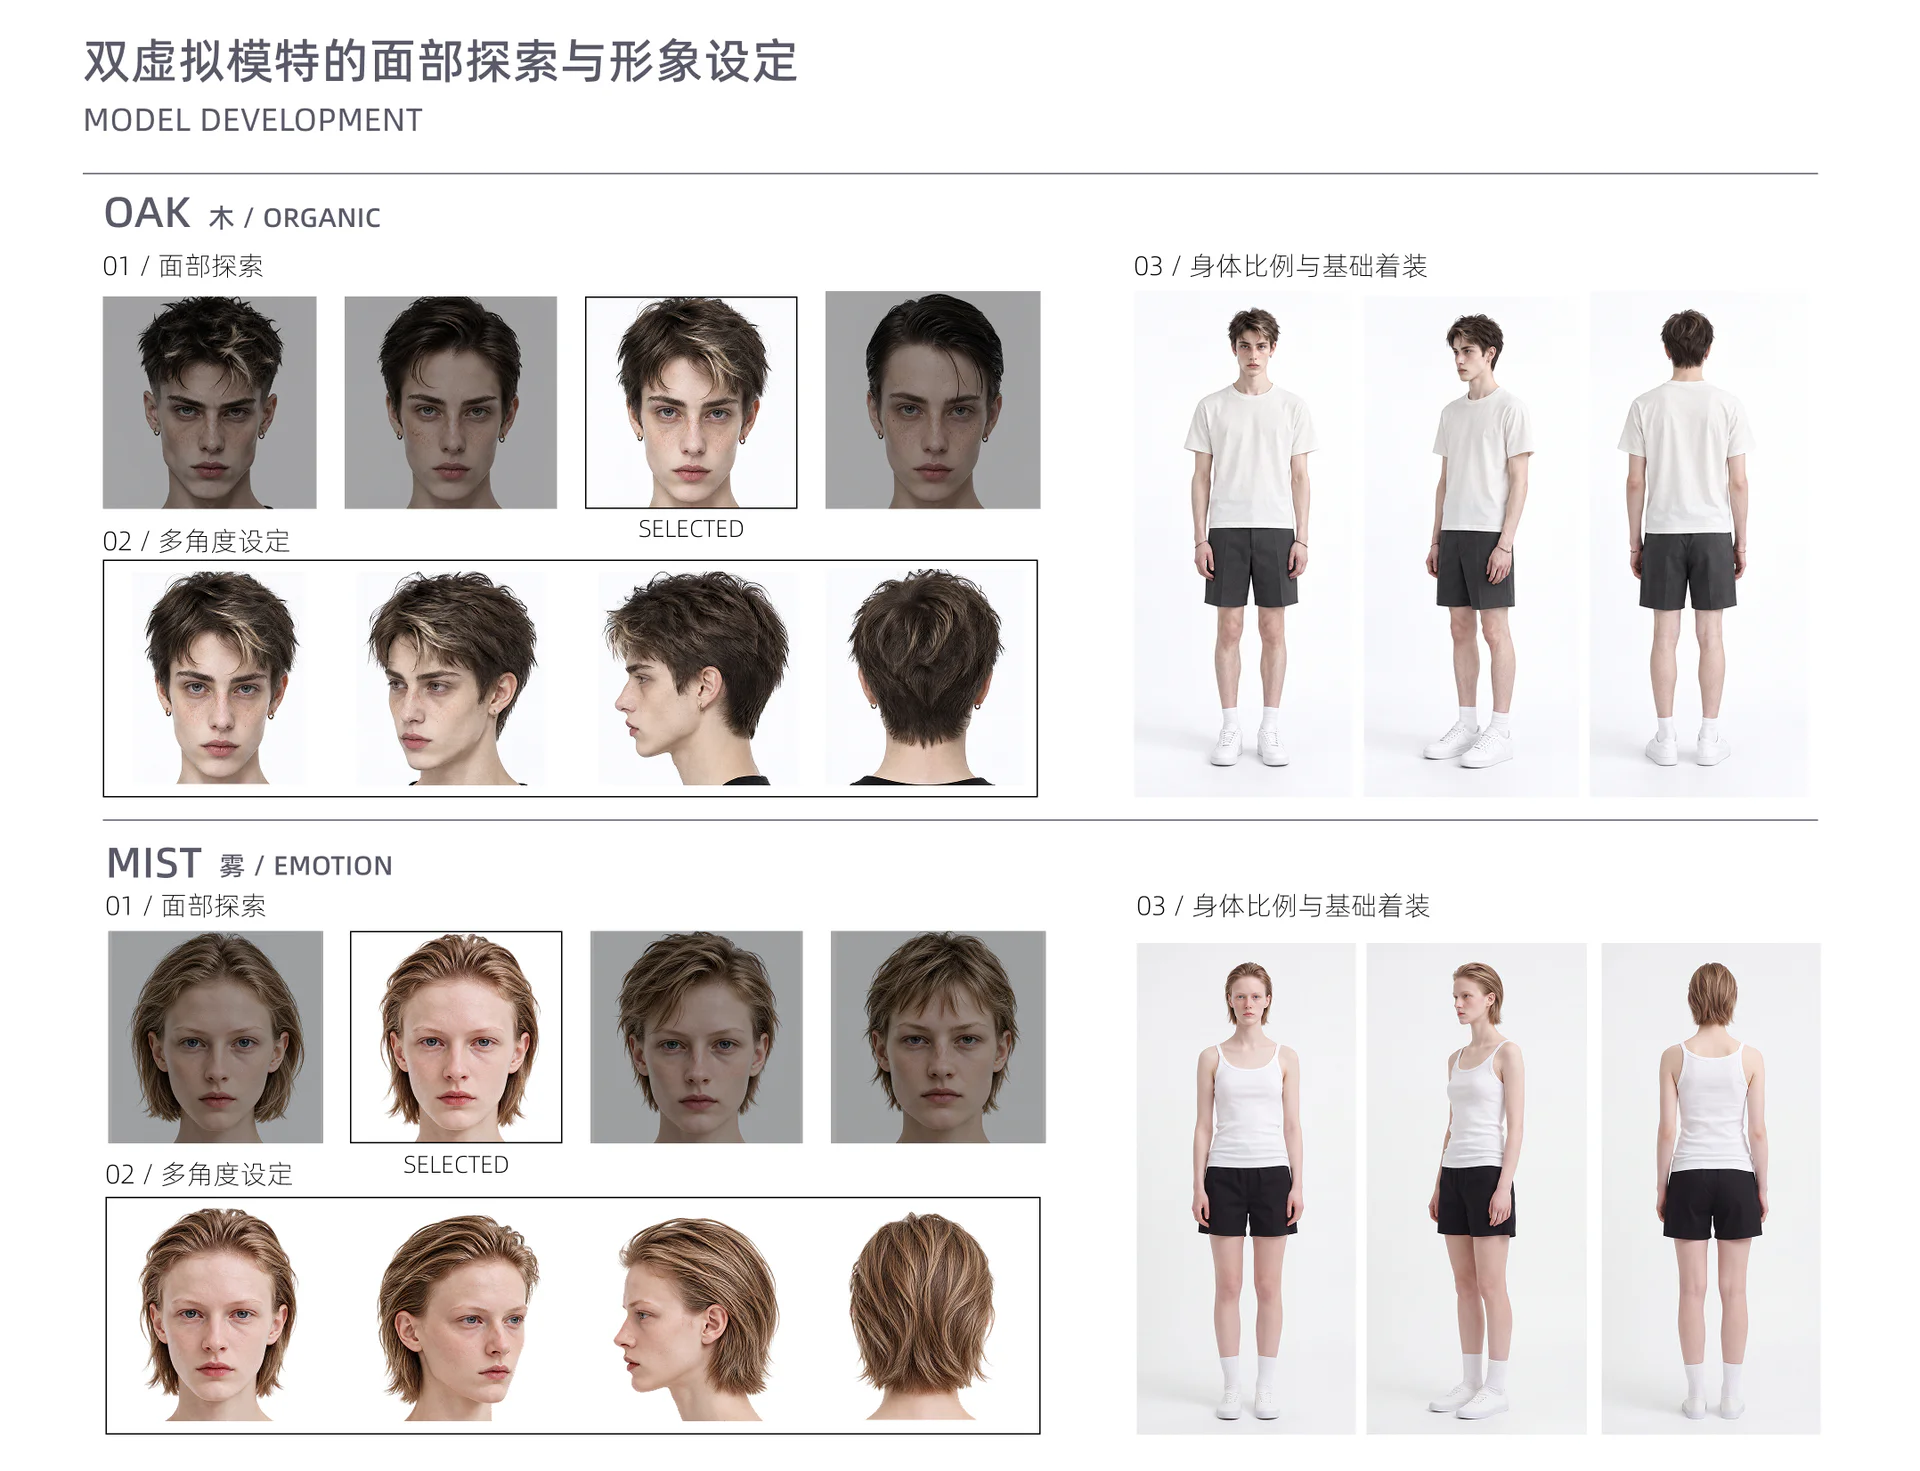 双虚拟模特的面部探索与形象设定
MODEL DEVELOPMENT
OAK 木 / ORGANIC
01 / 面部探索
SELECTED
02 / 多角度设定
03 / 身体比例与基础着装
MIST 雾 / EMOTION
01 / 面部探索
SELECTED
02 / 多角度设定
03 / 身体比例与基础着装